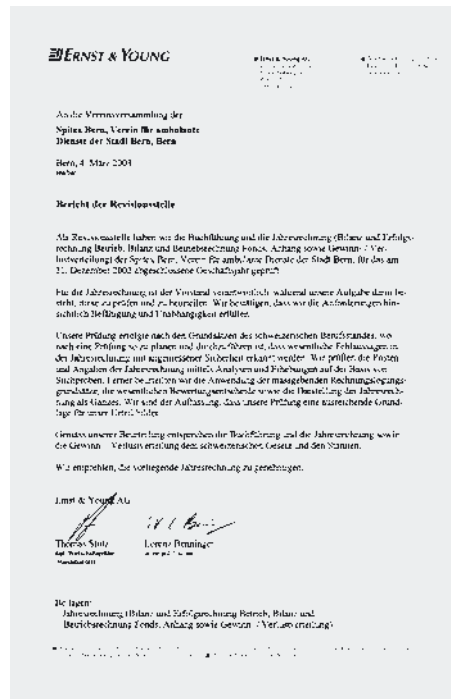 ERNST & YOUNG
An die Vereinsversammlung der
Spitex Bern, Verein für ambulante
Dienste der Stadt Bern, Bern
Bern, 4. März 2003
Bericht der Revisionsstelle
Als Revisionsstelle haben wir die Buchführung und die Jahresrechnung (Bilanz und Erfolgs-
rechnung Betrieb, Bilanz und Betriebsrechnung Fonds, Anhang sowie Gewinn- / Ver-
lustverteilung) der Spitex Bern, Verein für ambulante Dienste der Stadt Bern, für das am
31. Dezember 2002 abgeschlossene Geschäftsjahr geprüft.
Für die Jahresrechnung ist der Vorstand verantwortlich, während unsere Aufgabe darin be-
steht, diese zu prüfen und zu beurteilen. Wir bestätigen, dass wir die Anforderungen hin-
sichtlich Befähigung und Unabhängigkeit erfüllen.
Unsere Prüfung erfolgte nach den Grundsätzen des schweizerischen Berufsstandes, wo-
nach eine Prüfung so zu planen und durchzuführen ist, dass wesentliche Fehlaussagen in
der Jahresrechnung mit angemessener Sicherheit erkannt werden. Wir prüften die Posten
und Angaben der Jahresrechnung mittels Analysen und Erhebungen auf der Basis von
Stichproben. Ferner beurteilten wir die Anwendung der massgebenden Rechnungslegungs-
grundsätze, die wesentlichen Bewertungsentscheide sowie die Darstellung der Jahresrech-
nung als Ganzes. Wir sind der Auffassung, dass unsere Prüfung eine ausreichende Grund-
lage für unser Urteil bildet.
Gemäss unserer Beurteilung entsprechen die Buchführung und die Jahresrechnung sowie
die Gewinn- / Verlustverteilung dem schweizerischen Gesetz und den Statuten.
Wir empfehlen, die vorliegende Jahresrechnung zu genehmigen.
Ernst & Young AG
Thomas Stutz Lorenz Benninger
Beilagen:
Jahresrechnung (Bilanz und Erfolgsrechnung Betrieb, Bilanz und
Betriebsrechnung Fonds, Anhang sowie Gewinn- / Verlustverteilung)